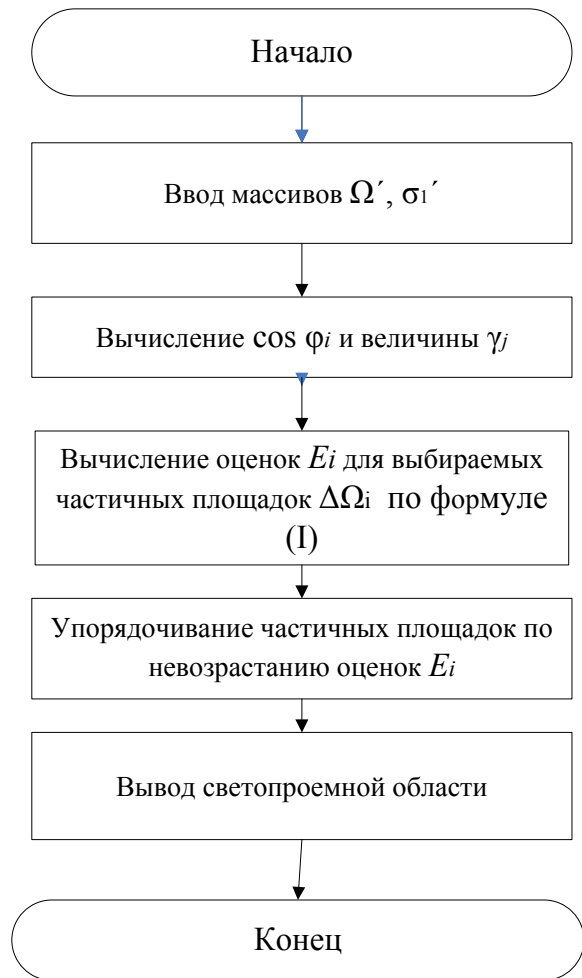 Начало
Ввод массивов Ω´, σ1´
Вычисление cos φi и величины γj
Вычисление оценок Ei для выбираемых
частичных площадок ΔΩi по формуле
(I)
Упорядочивание частичных площадок по
невозрастанию оценок Ei
Вывод светопроемной области
Конец